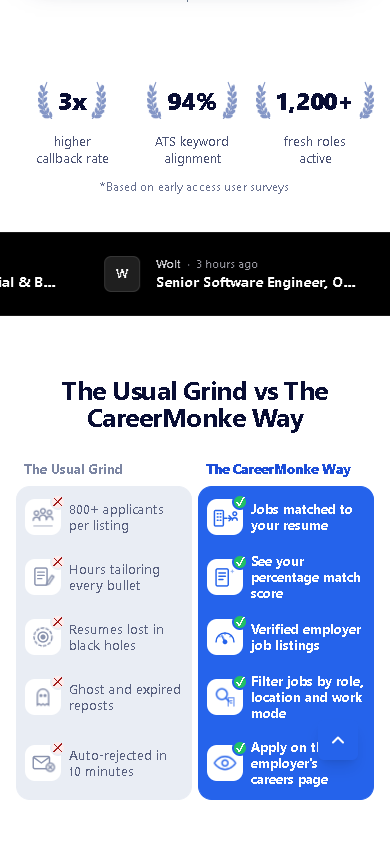 3x
94%
1,200+
higher
callback rate
ATS keyword
alignment
fresh roles
active
*Based on early access user surveys
ial & B...
W
Wolt · 3 hours ago
Senior Software Engineer, O...
The Usual Grind vs The
CareerMonke Way
The Usual Grind
The CareerMonke Way
800+ applicants
per listing
Jobs matched to
your resume
Hours tailoring
every bullet
See your
percentage match
score
Resumes lost in
black holes
Verified employer
job listings
Ghost and expired
reposts
Filter jobs by role,
location and work
mode
Auto-rejected in
10 minutes
Apply on
employer's
careers page